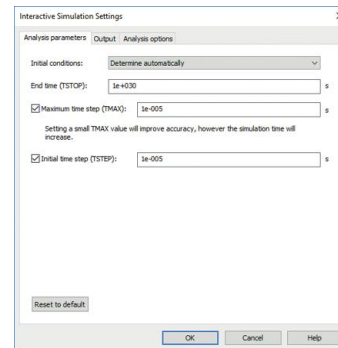 Interactive Simulation Settings
Analysis parameters Output Analysis options
Initial conditions: Determine automatically
End time (TSTOP): 1e+030 s
Maximum time step (TMAX): 1e-005 s
Setting a small TMAX value will improve accuracy, however the simulation time will
increase.
Initial time step (TSTEP): 1e-005 s
Reset to default
OK Cancel Help